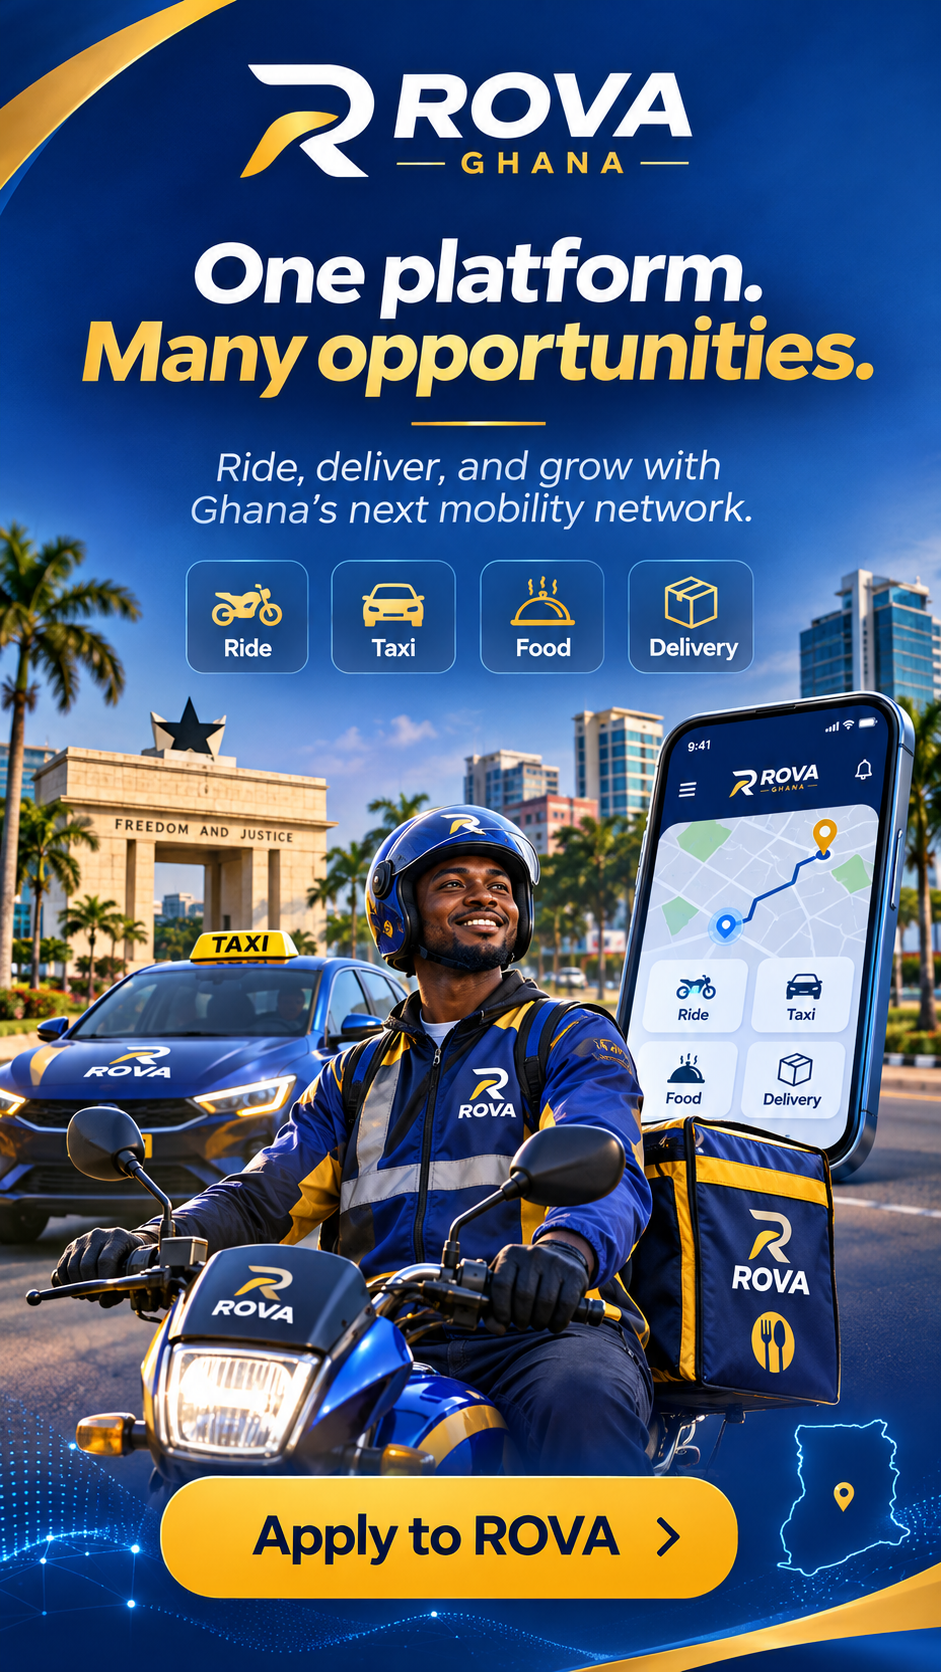 ROVA
GHANA
One platform.
Many opportunities.
Ride, deliver, and grow with
Ghana's next mobility network.
Ride
Taxi
Food
Delivery
FREEDOM AND JUSTICE
9:41
ROVA
GHANA
Ride
Taxi
Food
Delivery
TAXI
ROVA
ROVA
ROVA
ROVA
Apply to ROVA